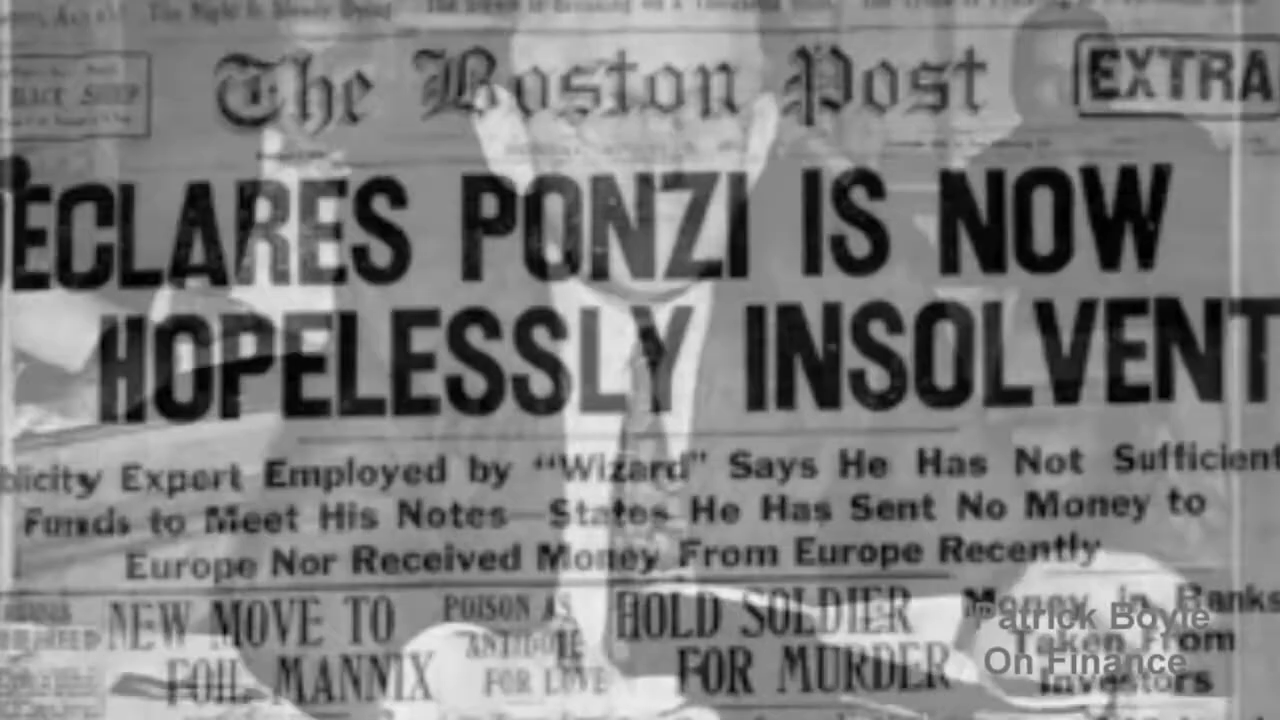 The Boston Post
EXTRA
ECLARES PONZI IS NOW
HOPELESSLY INSOLVENT
blicity Expert Employed by “Wizard” Says He Has Not Sufficient
Funds to Meet His Notes—States He Has Sent No Money to
Europe Nor Received Money From Europe Recently
NEW MOVE TO
FOIL MANNIX
POISON AS
ANTIDOTE
FOR LOVE
HOLD SOLDIER
FOR MURDER
Money in Banks
Taken From
Investors
Patrick Boyle
On Finance